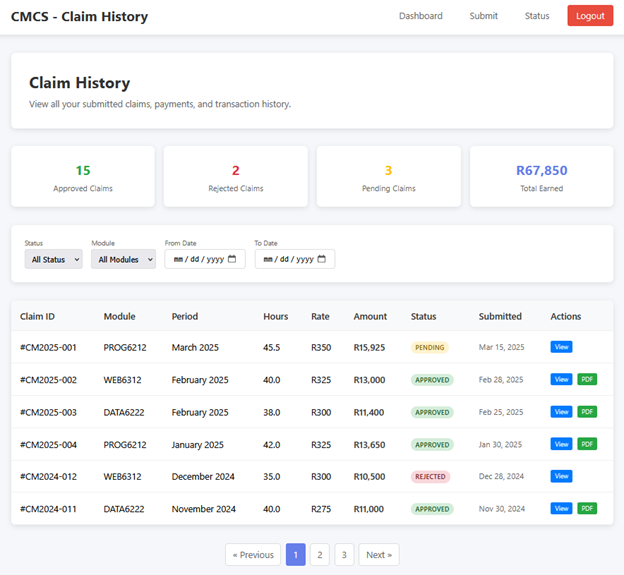 CMCS - Claim History
Dashboard Submit Status Logout
Claim History
View all your submitted claims, payments, and transaction history.
15 2 3 R67,850
Approved Claims Rejected Claims Pending Claims Total Earned
Status Module From Date To Date
All Status All Modules mm/dd/yyyy mm/dd/yyyy
Claim ID Module Period Hours Rate Amount Status Submitted Actions
#CM2025-001 PROG6212 March 2025 45.5 R350 R15,925 PENDING Mar 15, 2025 View
#CM2025-002 WEB6312 February 2025 40.0 R325 R13,000 APPROVED Feb 28, 2025 View PDF
#CM2025-003 DATA6222 February 2025 38.0 R300 R11,400 APPROVED Feb 25, 2025 View PDF
#CM2025-004 PROG6212 January 2025 42.0 R325 R13,650 APPROVED Jan 30, 2025 View PDF
#CM2024-012 WEB6312 December 2024 35.0 R300 R10,500 REJECTED Dec 28, 2024 View
#CM2024-011 DATA6222 November 2024 40.0 R275 R11,000 APPROVED Nov 30, 2024 View PDF
« Previous 1 2 3 Next »